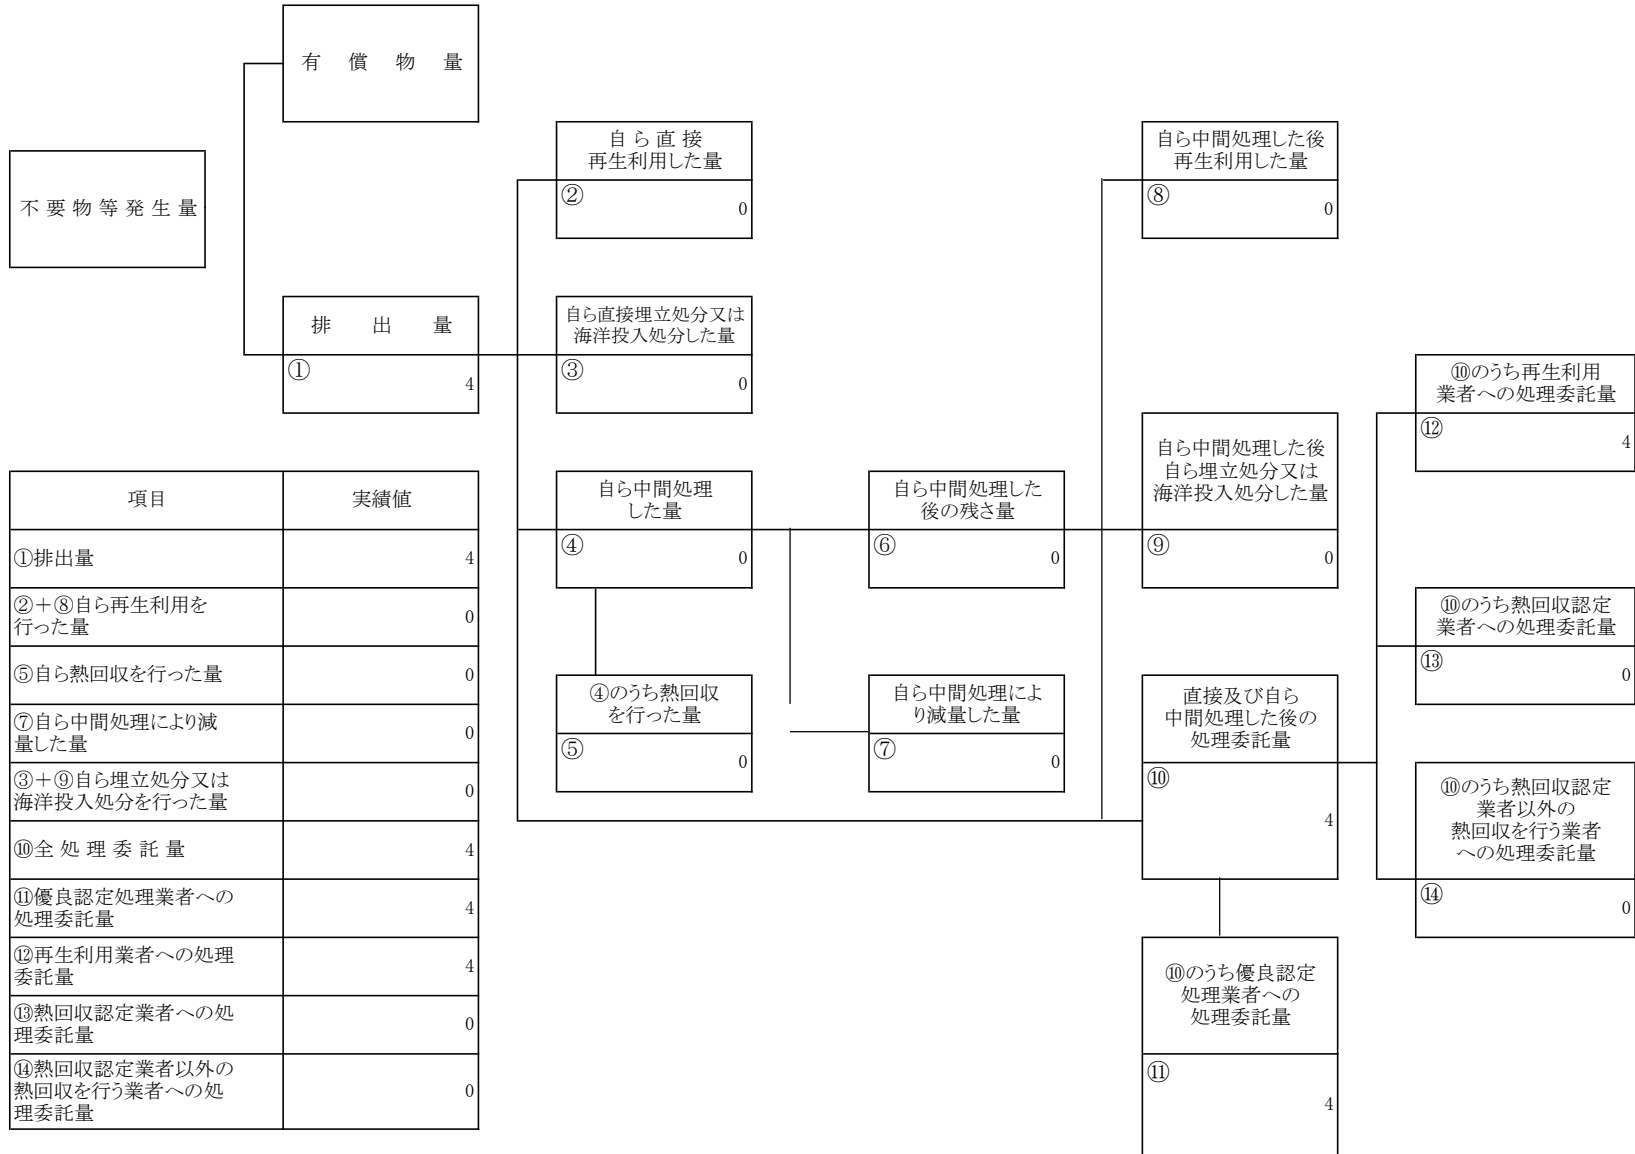 有償物量
不要物等発生量
排出量
①
4
自ら直接
再生利用した量
②
0
自ら直接埋立処分又は
海洋投入処分した量
③
0
自ら中間処理
した量
④
0
④のうち熱回収
を行った量
⑤
0
自ら中間処理した
後の残さ量
⑥
0
自ら中間処理によ
り減量した量
⑦
0
自ら中間処理した後
再生利用した量
⑧
0
自ら中間処理した後
自ら埋立処分又は
海洋投入処分した量
⑨
0
直接及び自ら
中間処理した後の
処理委託量
⑩
4
⑩のうち優良認定
処理業者への
処理委託量
⑪
4
⑩のうち再生利用
業者への処理委託量
⑫
4
⑩のうち熱回収認定
業者への処理委託量
⑬
0
⑩のうち熱回収認定
業者以外の
熱回収を行う業者
への処理委託量
⑭
0
項目 実績値
①排出量 4
②+⑧自ら再生利用を
行った量 0
⑤自ら熱回収を行った量 0
⑦自ら中間処理により減
量した量 0
③+⑨自ら埋立処分又は
海洋投入処分を行った量 0
⑩全処理委託量 4
⑪優良認定処理業者への
処理委託量 4
⑫再生利用業者への処理
委託量 4
⑬熱回収認定業者への処
理委託量 0
⑭熱回収認定業者以外の
熱回収を行う業者への処
理委託量 0